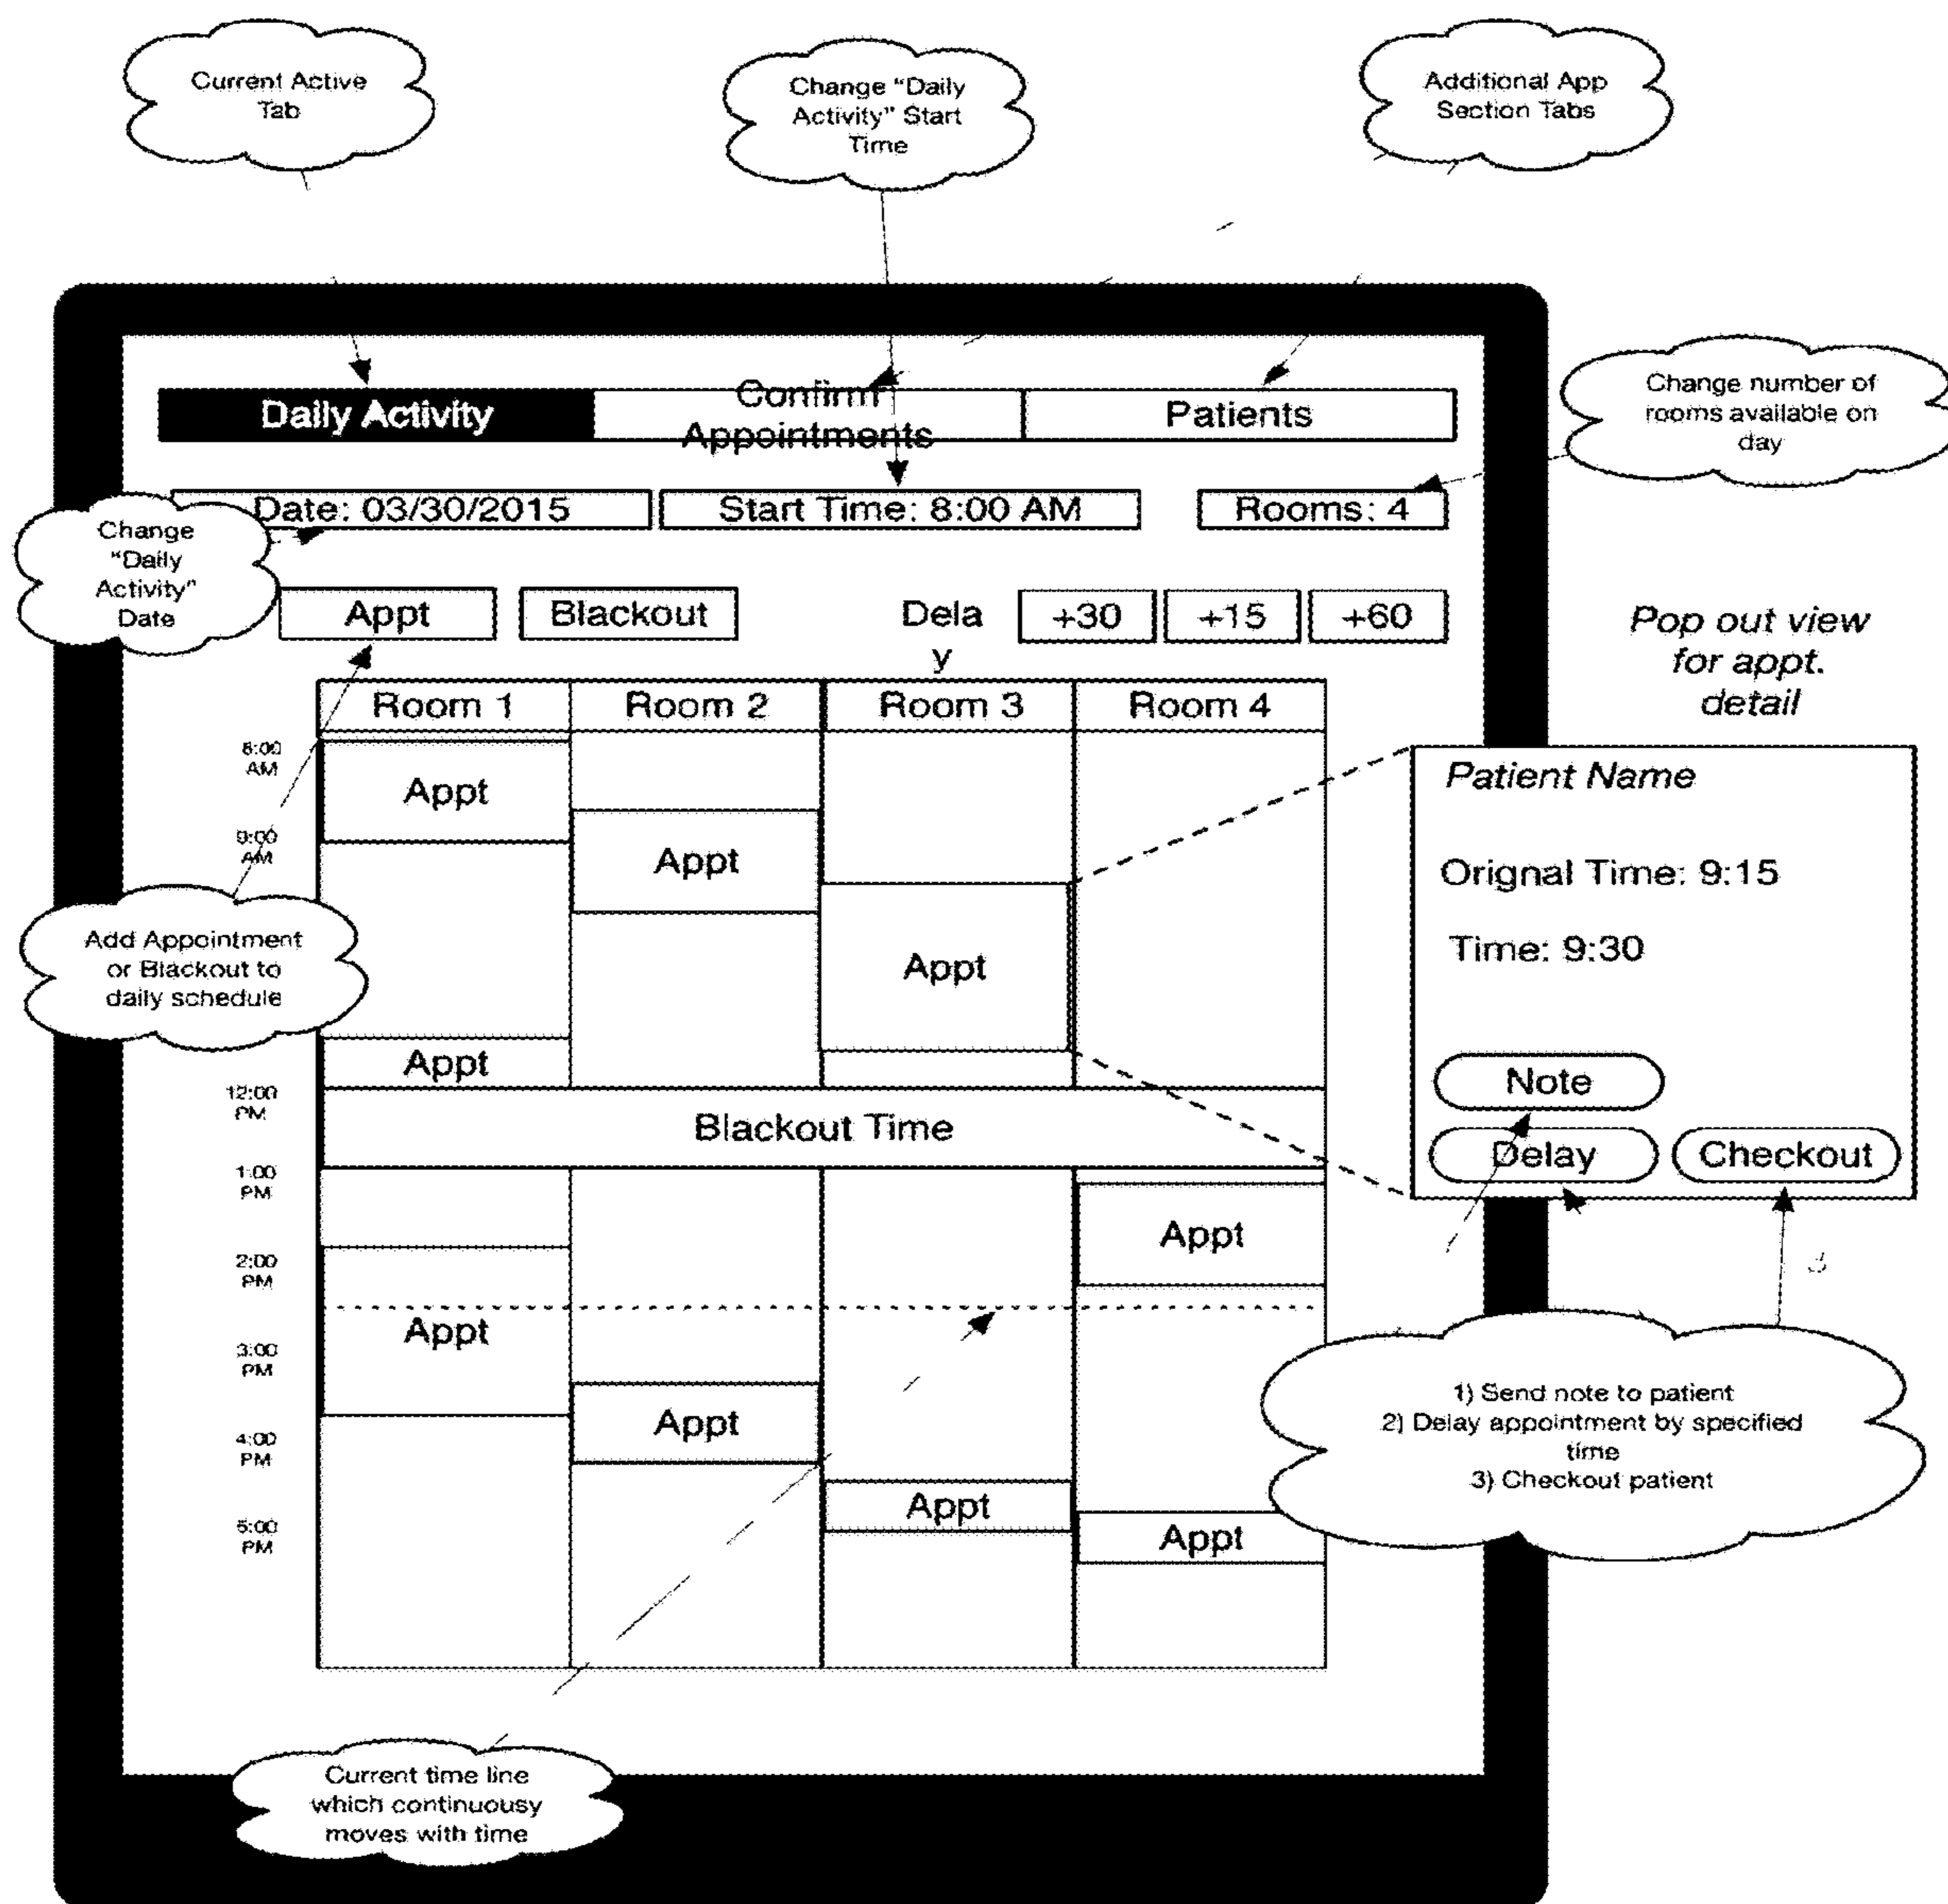 Current Active
Tab
Change "Daily
Activity" Start
Time
Additional App
Section Tabs
Daily Activity
Confirm
Appointments
Patients
Change number of
rooms available on
day
Date: 03/30/2015
Start Time: 8:00 AM
Rooms: 4
Change
"Daily
Activity"
Date
Appt
Blackout
Dela
y
+30
+15
+60
Pop out view
for appt.
detail
Room 1
Room 2
Room 3
Room 4
8:00
AM
Appt
9:00
AM
Appt
Appt
Patient Name
Orignal Time: 9:15
Time: 9:30
Note
Delay
Checkout
Add Appointment
or Blackout to
daily schedule
Appt
12:00
PM
Blackout Time
1:00
PM
Appt
2:00
PM
Appt
3:00
PM
3
1) Send note to patient
2) Delay appointment by specified
time
3) Checkout patient
Appt
4:00
PM
Appt
5:00
PM
Appt
Current time line
which continuousy
moves with time